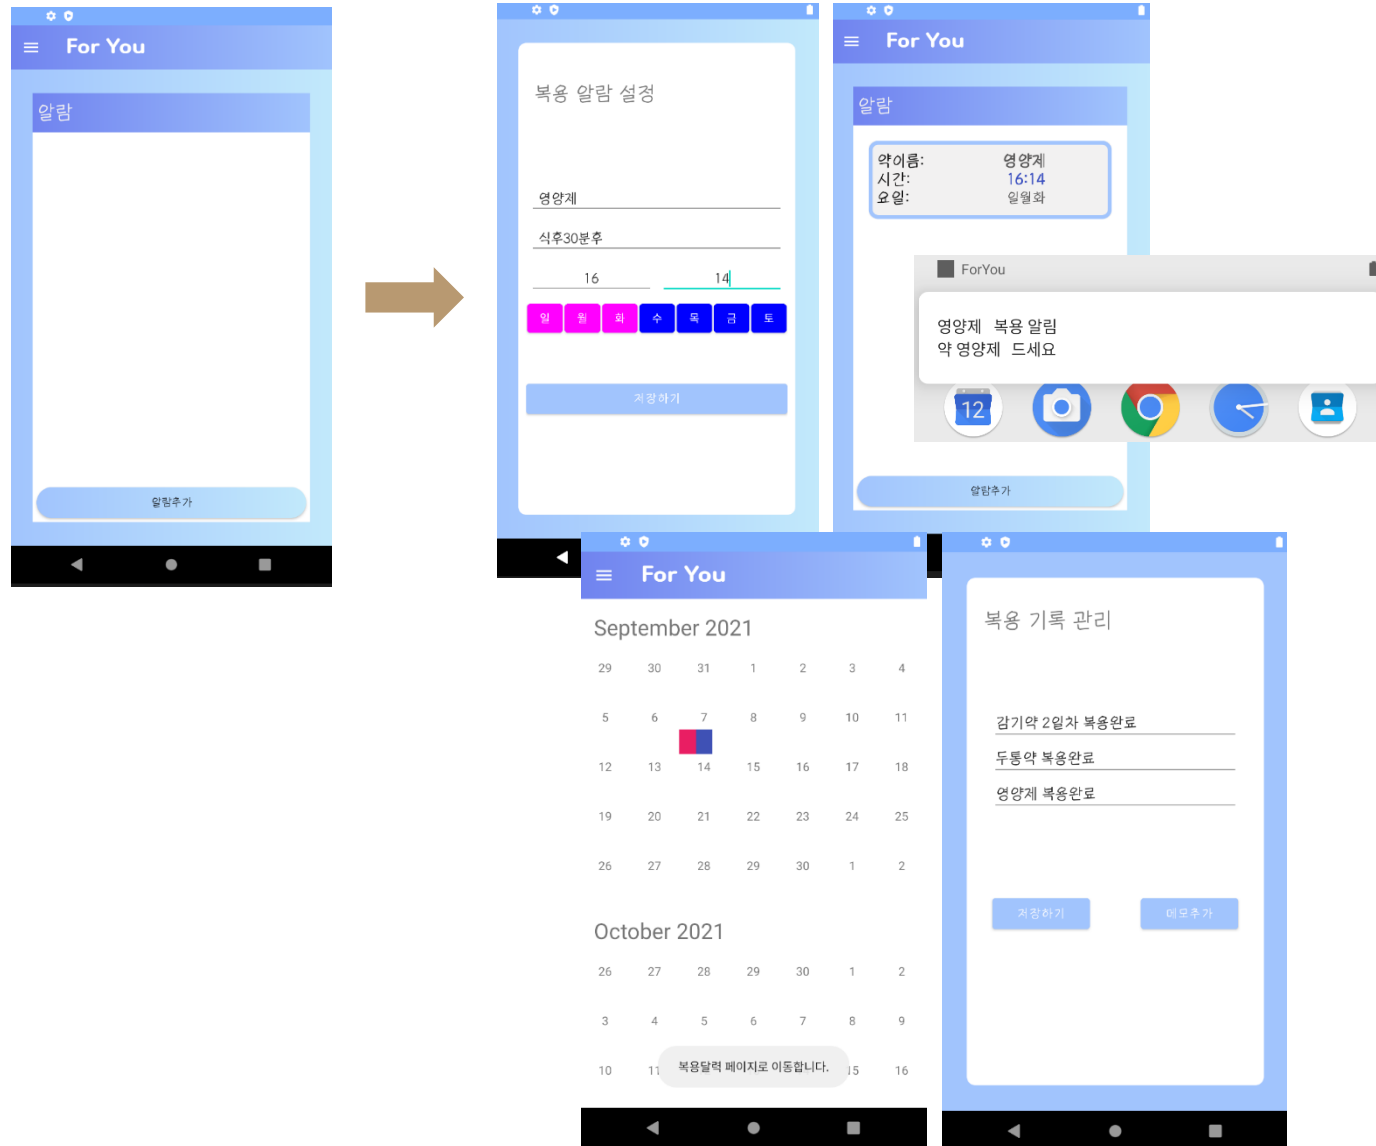 For You
알람
알람추가
복용 알람 설정
영양제
식후30분후
16 14
일 월 화 수 목 금 토
저장하기
For You
알람
약이름: 영양제
시간: 16:14
요일: 일월화
ForYou
영양제 복용 알림
약 영양제 드세요
12
알람추가
For You
September 2021
29 30 31 1 2 3 4
5 6 7 8 9 10 11
12 13 14 15 16 17 18
19 20 21 22 23 24 25
26 27 28 29 30 1 2
October 2021
26 27 28 29 30 1 2
3 4 5 6 7 8 9
10 11 15 16
복용달력 페이지로 이동합니다.
복용 기록 관리
감기약 2일차 복용완료
두통약 복용완료
영양제 복용완료
저장하기 메모추가